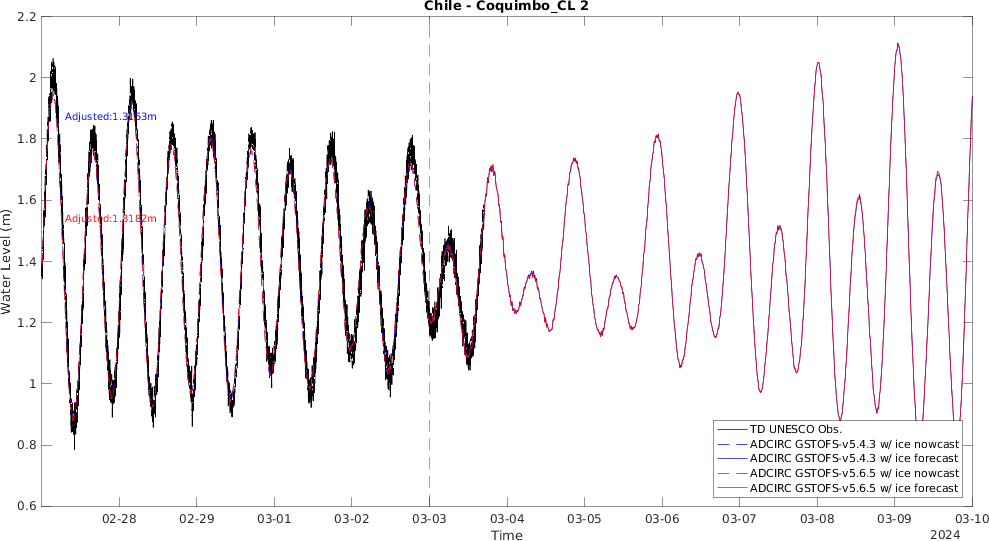 Chile - Coquimbo_CL 2
2.2
2
1.8
1.6
1.4
1.2
1
0.8
0.6
Water Level (m)
Adjusted:1.3163m
Adjusted:1.3182m
TD UNESCO Obs.
ADCIRC GSTOFS-v5.4.3 w/ ice nowcast
ADCIRC GSTOFS-v5.4.3 w/ ice forecast
ADCIRC GSTOFS-v5.6.5 w/ ice nowcast
ADCIRC GSTOFS-v5.6.5 w/ ice forecast
02-28 02-29 03-01 03-02 03-03 03-04 03-05 03-06 03-07 03-08 03-09 03-10
Time
2024